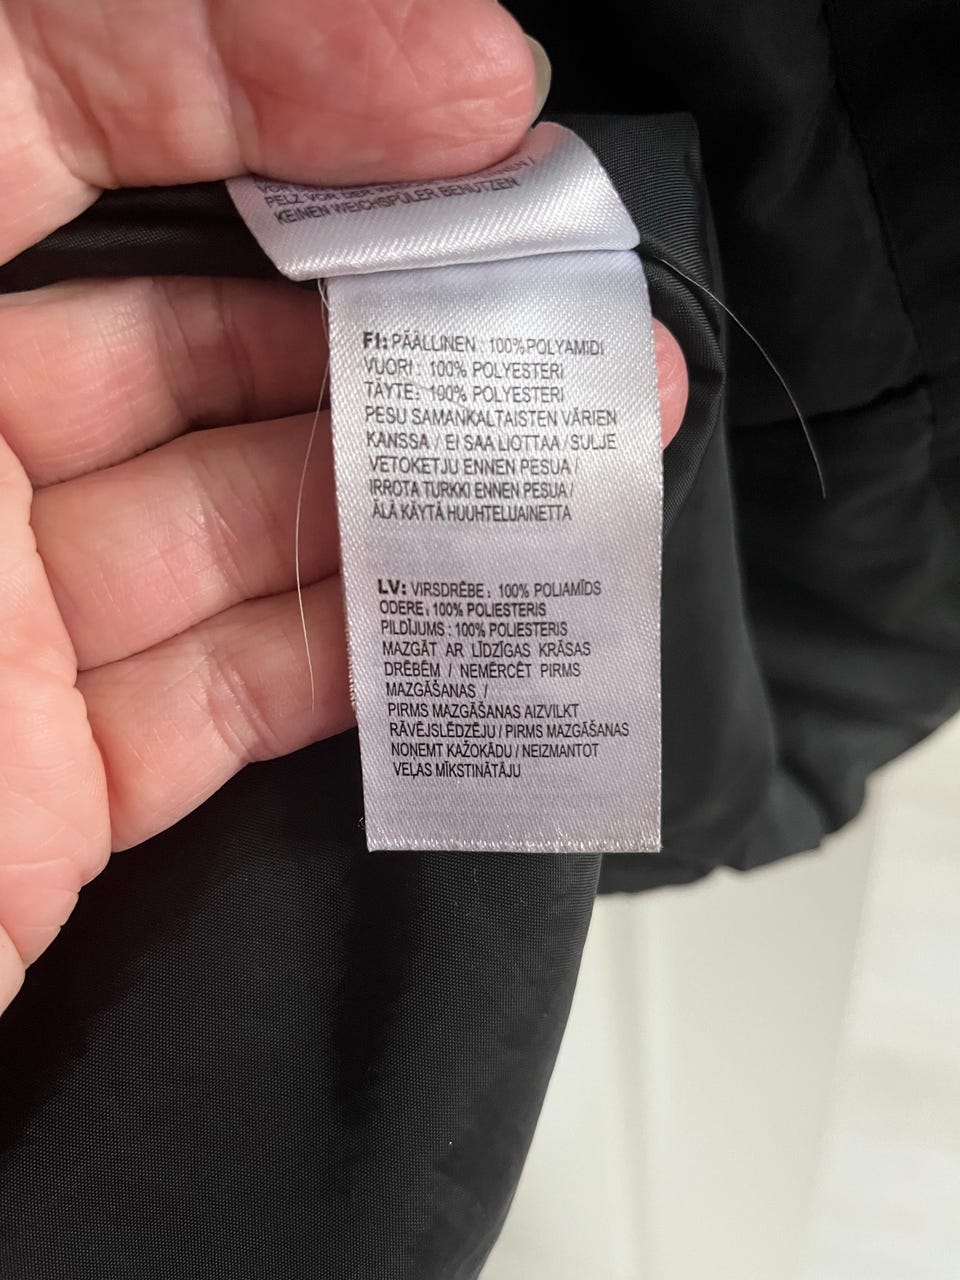 PELZ VOR DER
KEINEN WEICHSPÜLER BENUTZEN
FI: PÄÄLLINEN : 100%POLYAMIDI
VUORI : 100% POLYESTERI
TÄYTE: 100% POLYESTERI
PESU SAMANKALTAISTEN VÄRIEN
KANSSA / EI SAA LIOTTAA / SULJE
VETOKETJU ENNEN PESUA /
IRROTA TURKKI ENNEN PESUA /
ÄLÄ KÄYTÄ HUUHTELUAINETTA
LV: VIRSDRĒBE: 100% POLIAMĪDS
ODERE: 100% POLIESTERIS
PILDĪJUMS : 100% POLIESTERIS
MAZGĀT AR LĪDZĪGAS KRĀSAS
DRĒBĒM / NEMĒRCĒT PIRMS
MAZGĀŠANAS /
PIRMS MAZGĀŠANAS AIZVILKT
RĀVĒJSLĒDZĒJU / PIRMS MAZGĀŠANAS
NOŅEMT KAŽOKĀDU / NEIZMANTOT
VEĻAS MĪKSTINĀTĀJU